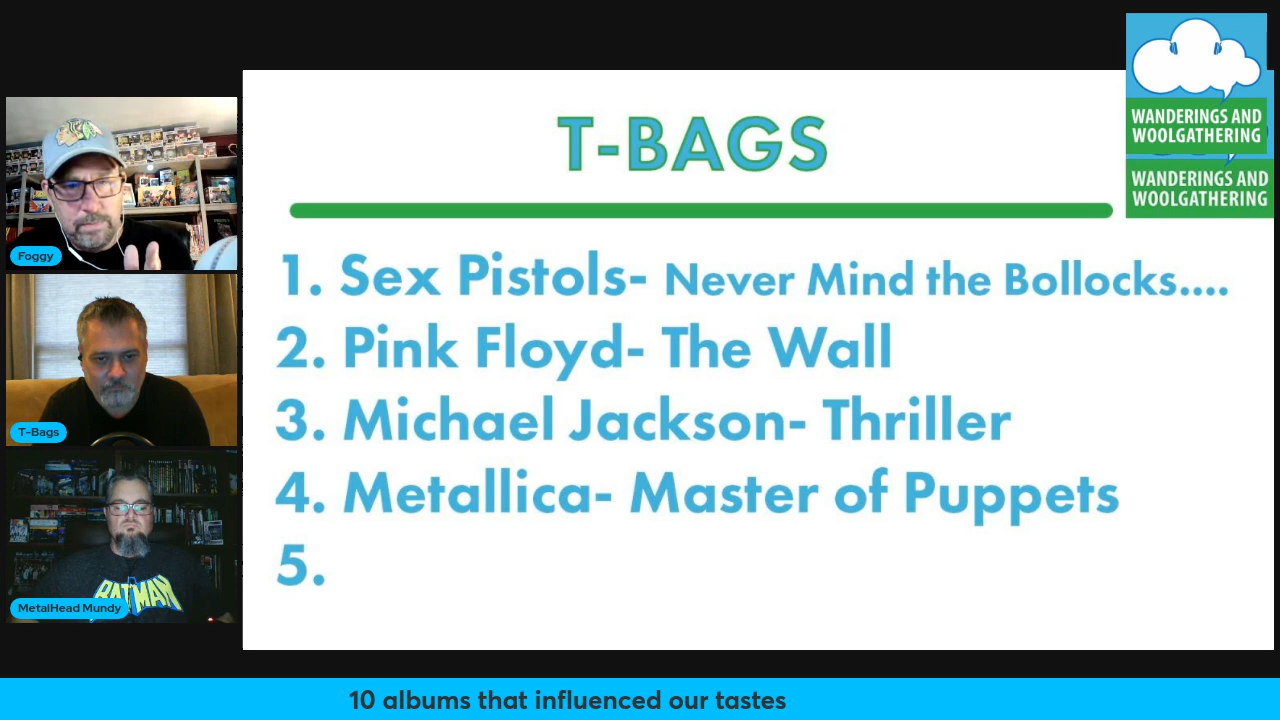 WANDERINGS AND
WOOLGATHERING
WANDERINGS AND
WOOLGATHERING
T-BAGS
1. Sex Pistols- Never Mind the Bollocks....
2. Pink Floyd- The Wall
3. Michael Jackson- Thriller
4. Metallica- Master of Puppets
5.
Foggy
T-Bags
BATMAN
MetalHead Mundy
10 albums that influenced our tastes